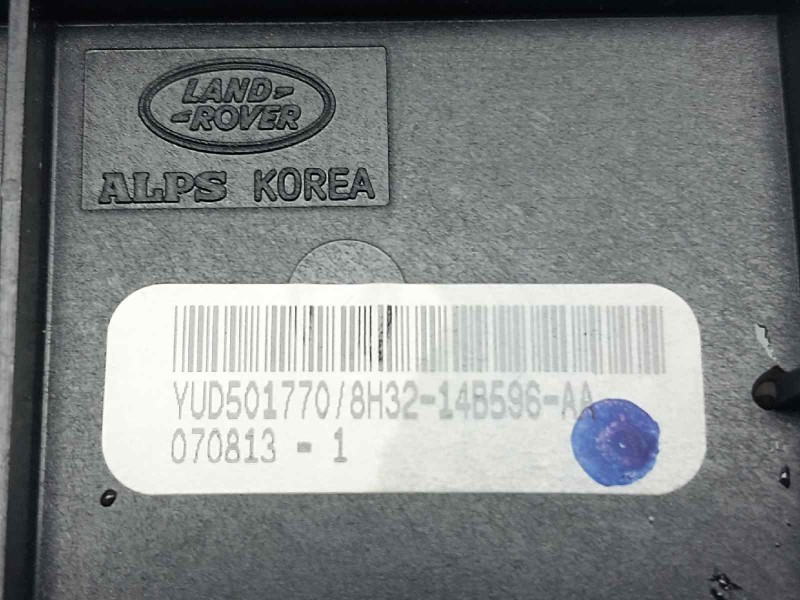 LAND-
-ROVER
ALPS KOREA
YUD501770/8H32-14B596-AA
070813 - 1